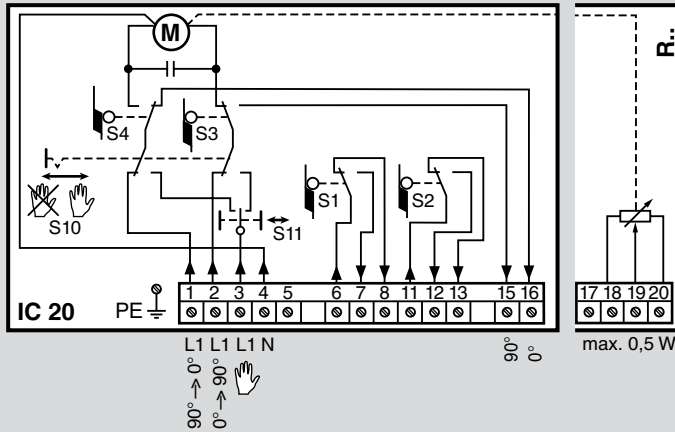 M
R..
S4
S3
S10
S11
S1
S2
IC 20
PE
1 2 3 4 5 6 7 8 11 12 13 15 16
17 18 19 20
L1 L1 L1 N
90° → 0°
0° → 90°
90°
0°
max. 0,5 W